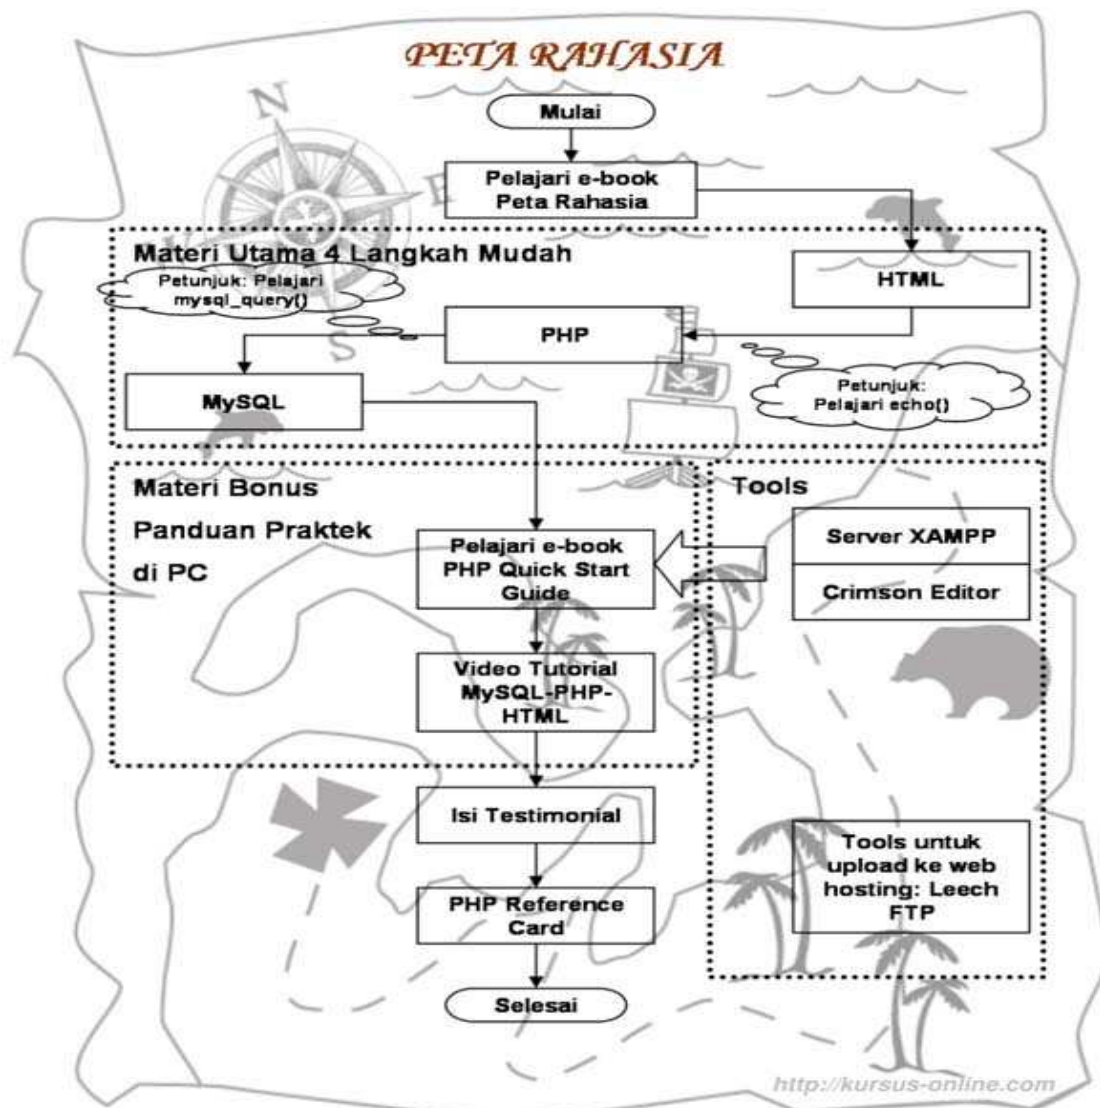 PETA RAHASIA
N
Mulai
Pelajari e-book
Peta Rahasia
E
Materi Utama 4 Langkah Mudah
HTML
Petunjuk: Pelajari
mysql_query()
PHP
S
Petunjuk:
Pelajari echo()
MySQL
Materi Bonus
Panduan Praktek
di PC
Tools
Pelajari e-book
PHP Quick Start
Guide
Server XAMPP
Crimson Editor
Video Tutorial
MySQL-PHP-
HTML
Isi Testimonial
Tools untuk
upload ke web
hosting: Leech
FTP
PHP Reference
Card
Selesai
http://kursus-online.com